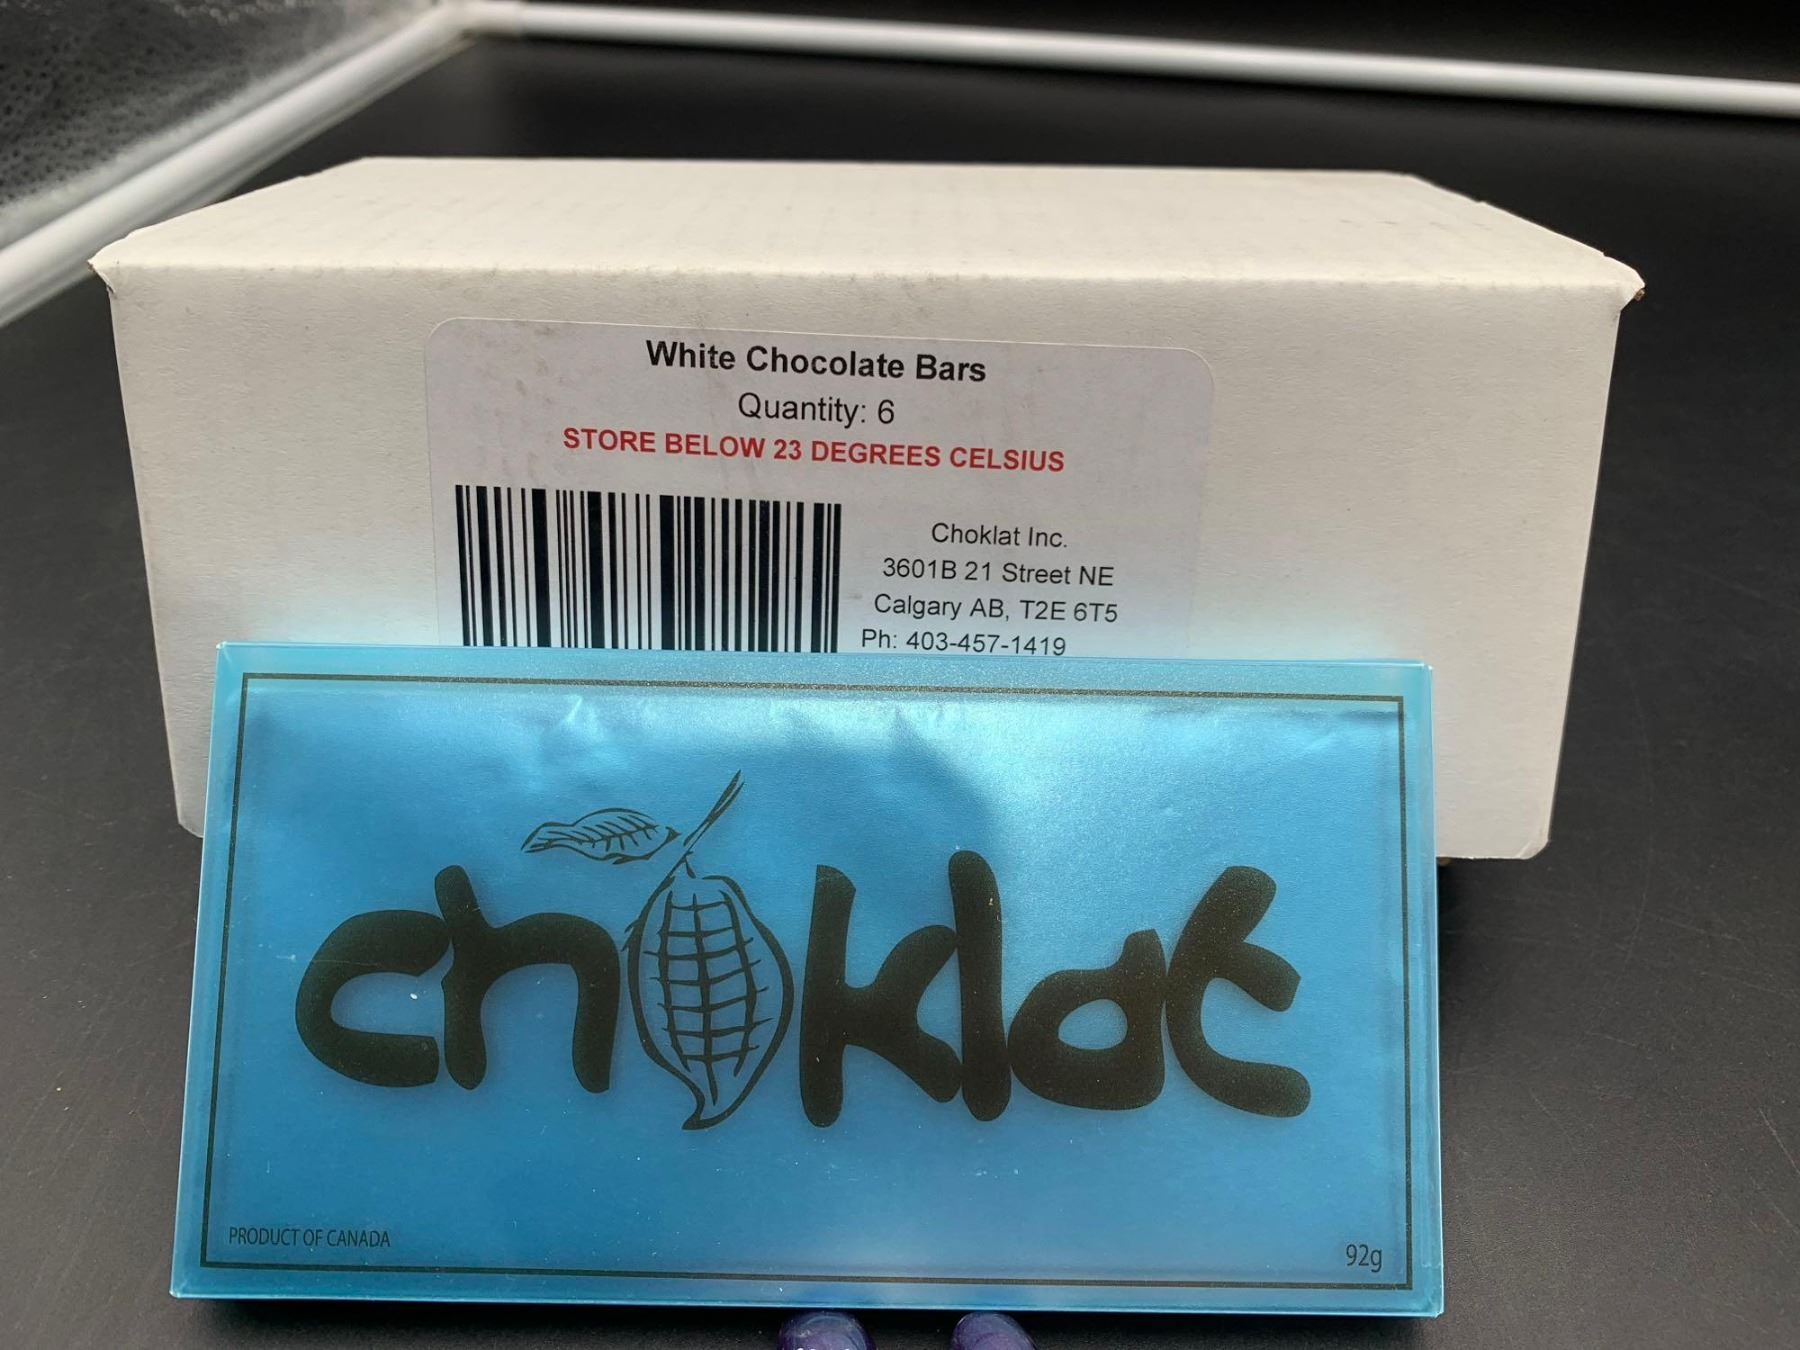 White Chocolate Bars
Quantity: 6
STORE BELOW 23 DEGREES CELSIUS
Choklat Inc.
3601B 21 Street NE
Calgary AB, T2E 6T5
Ph: 403-457-1419
choklat
PRODUCT OF CANADA
92g